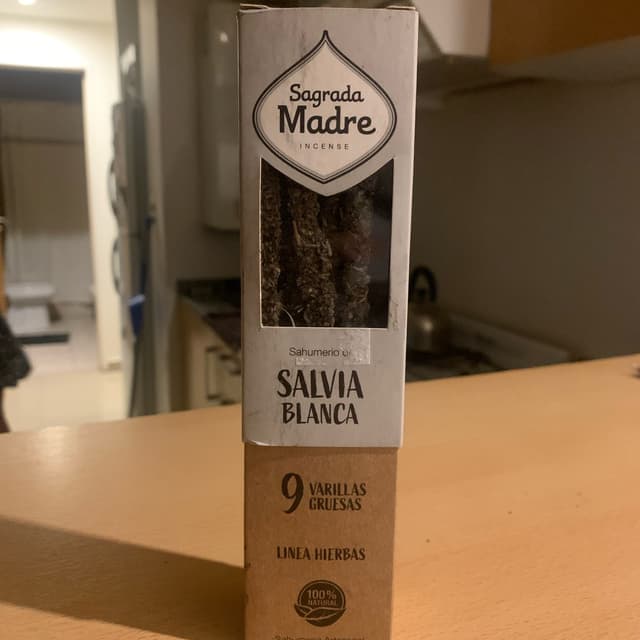 Sagrada
Madre
INCENSE
Sahumerio
SALVIA
BLANCA
9 VARILLAS
GRUESAS
LINEA HIERBAS
100%
NATURAL